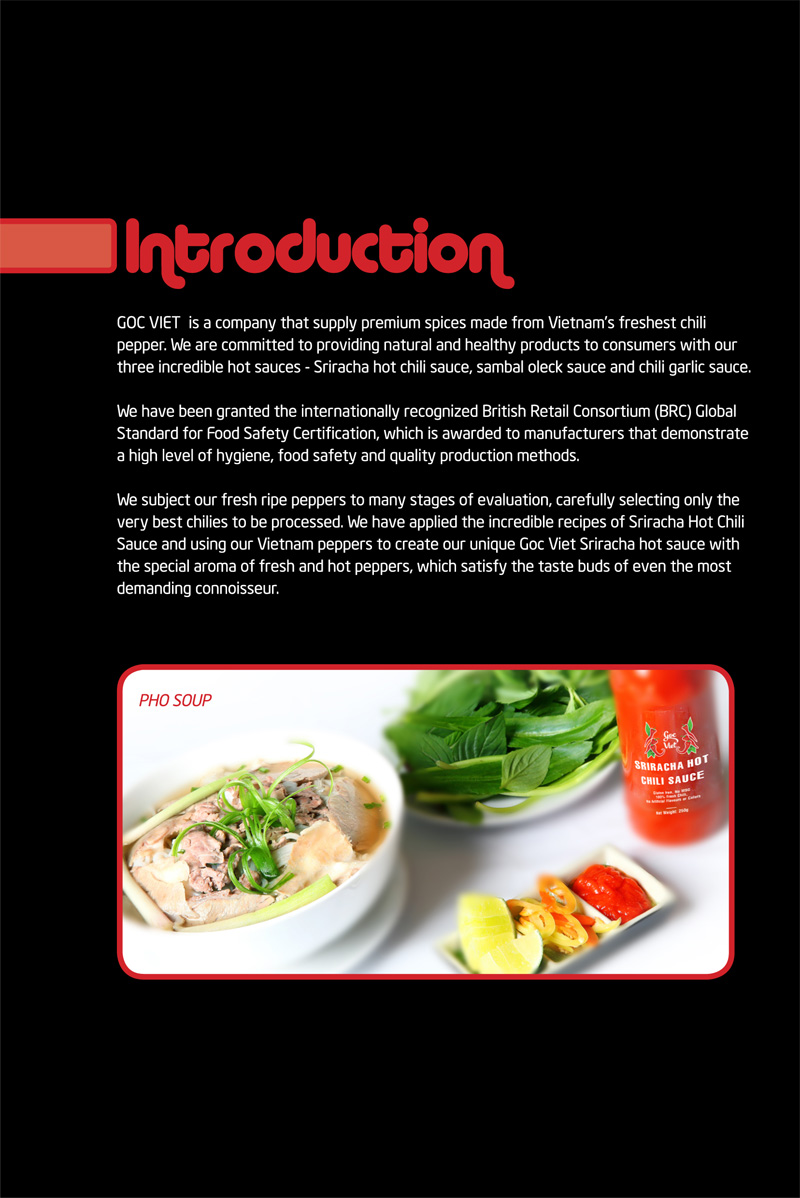 Introduction
GOC VIET  is a company that supply premium spices made from Vietnam's freshest chili
pepper. We are committed to providing natural and healthy products to consumers with our
three incredible hot sauces - Sriracha hot chili sauce, sambal oleck sauce and chili garlic sauce.
We have been granted the internationally recognized British Retail Consortium (BRC) Global
Standard for Food Safety Certification, which is awarded to manufacturers that demonstrate
a high level of hygiene, food safety and quality production methods.
We subject our fresh ripe peppers to many stages of evaluation, carefully selecting only the
very best chilies to be processed. We have applied the incredible recipes of Sriracha Hot Chili
Sauce and using our Vietnam peppers to create our unique Goc Viet Sriracha hot sauce with
the special aroma of fresh and hot peppers, which satisfy the taste buds of even the most
demanding connoisseur.
PHO SOUP
Goc
Viet
SRIRACHA HOT
CHILI SAUCE
100% Fresh Chili
No Artificial Flavours or Colours
Net Weight: